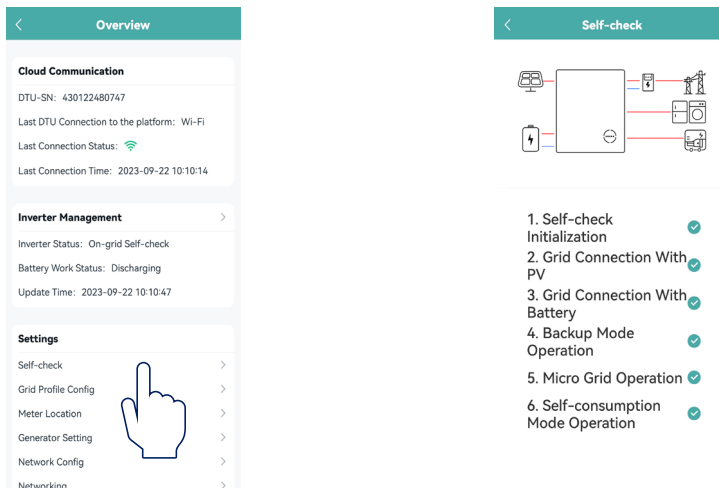 Overview
Cloud Communication
DTU-SN: 430122480747
Last DTU Connection to the platform: Wi-Fi
Last Connection Status:
Last Connection Time: 2023-09-22 10:10:14
Inverter Management
Inverter Status: On-grid Self-check
Battery Work Status: Discharging
Update Time: 2023-09-22 10:10:47
Settings
Self-check
Grid Profile Config
Meter Location
Generator Setting
Network Config
Networking
Self-check
1. Self-check
Initialization
2. Grid Connection With
PV
3. Grid Connection With
Battery
4. Backup Mode
Operation
5. Micro Grid Operation
6. Self-consumption
Mode Operation